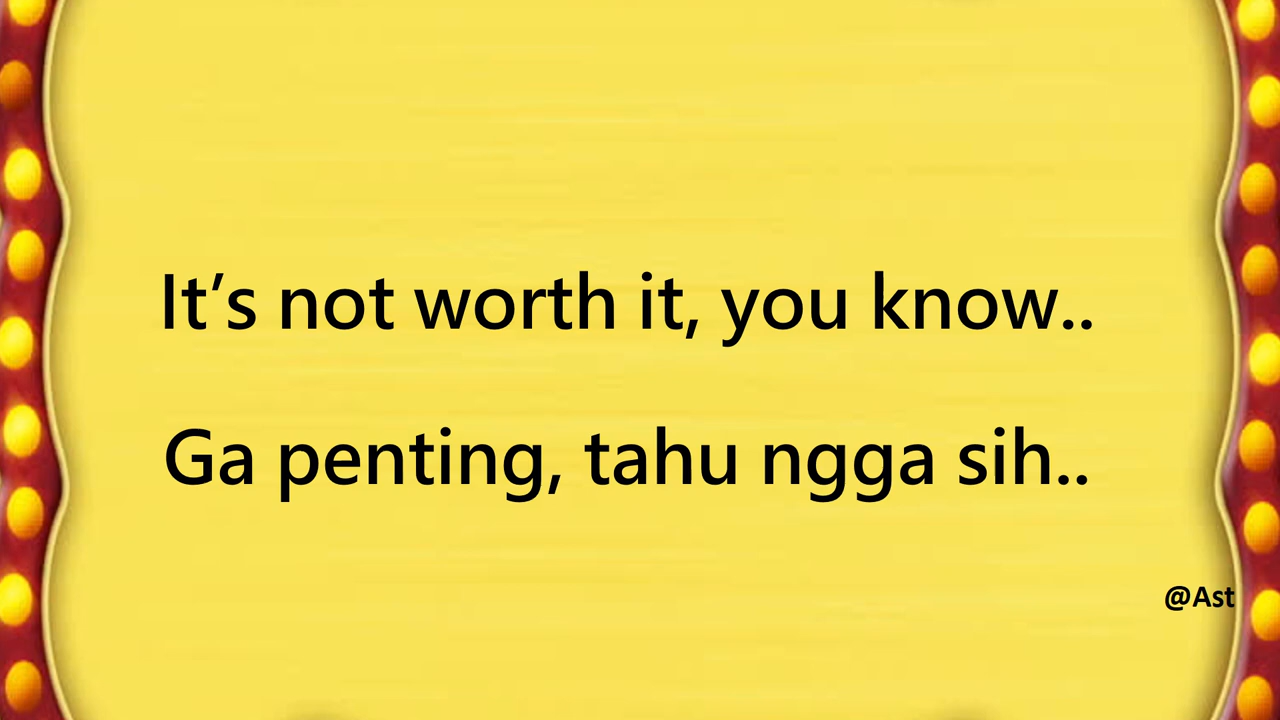 It’s not worth it, you know..
Ga penting, tahu ngga sih..
@Ast